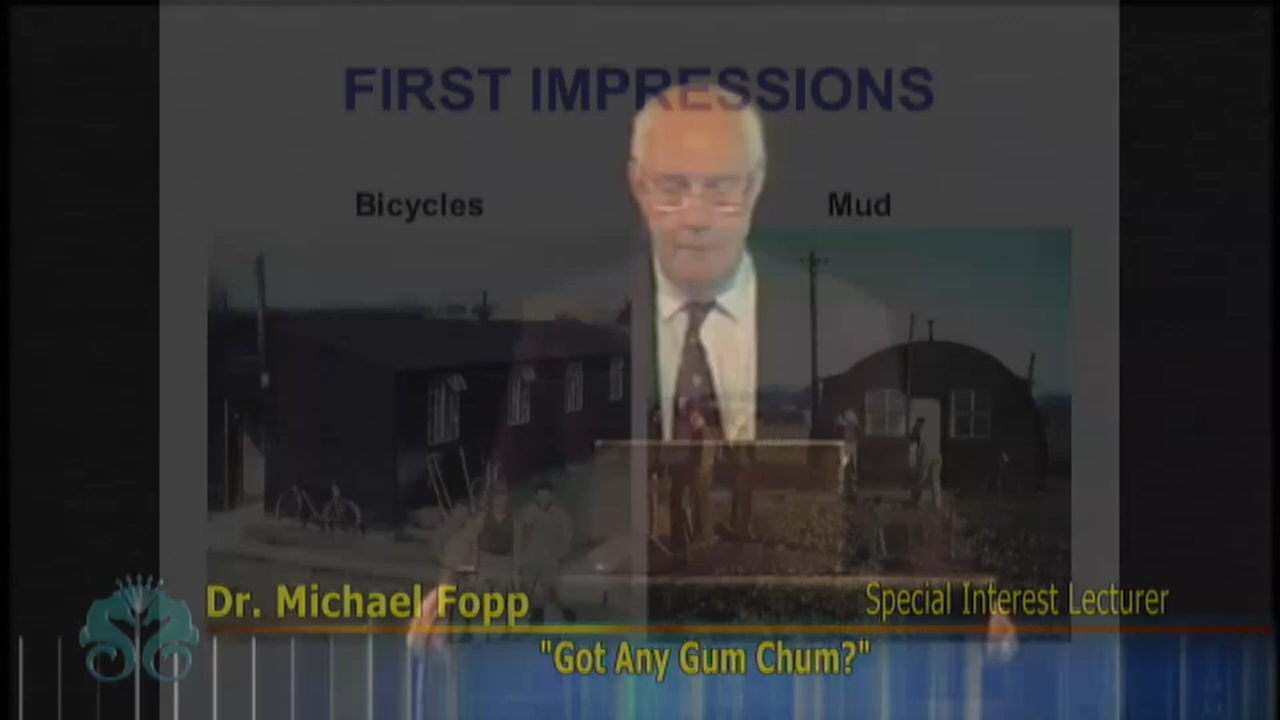 FIRST IMPRESSIONS
Bicycles
Mud
Dr. Michael Fopp
Special Interest Lecturer
"Got Any Gum Chum?"